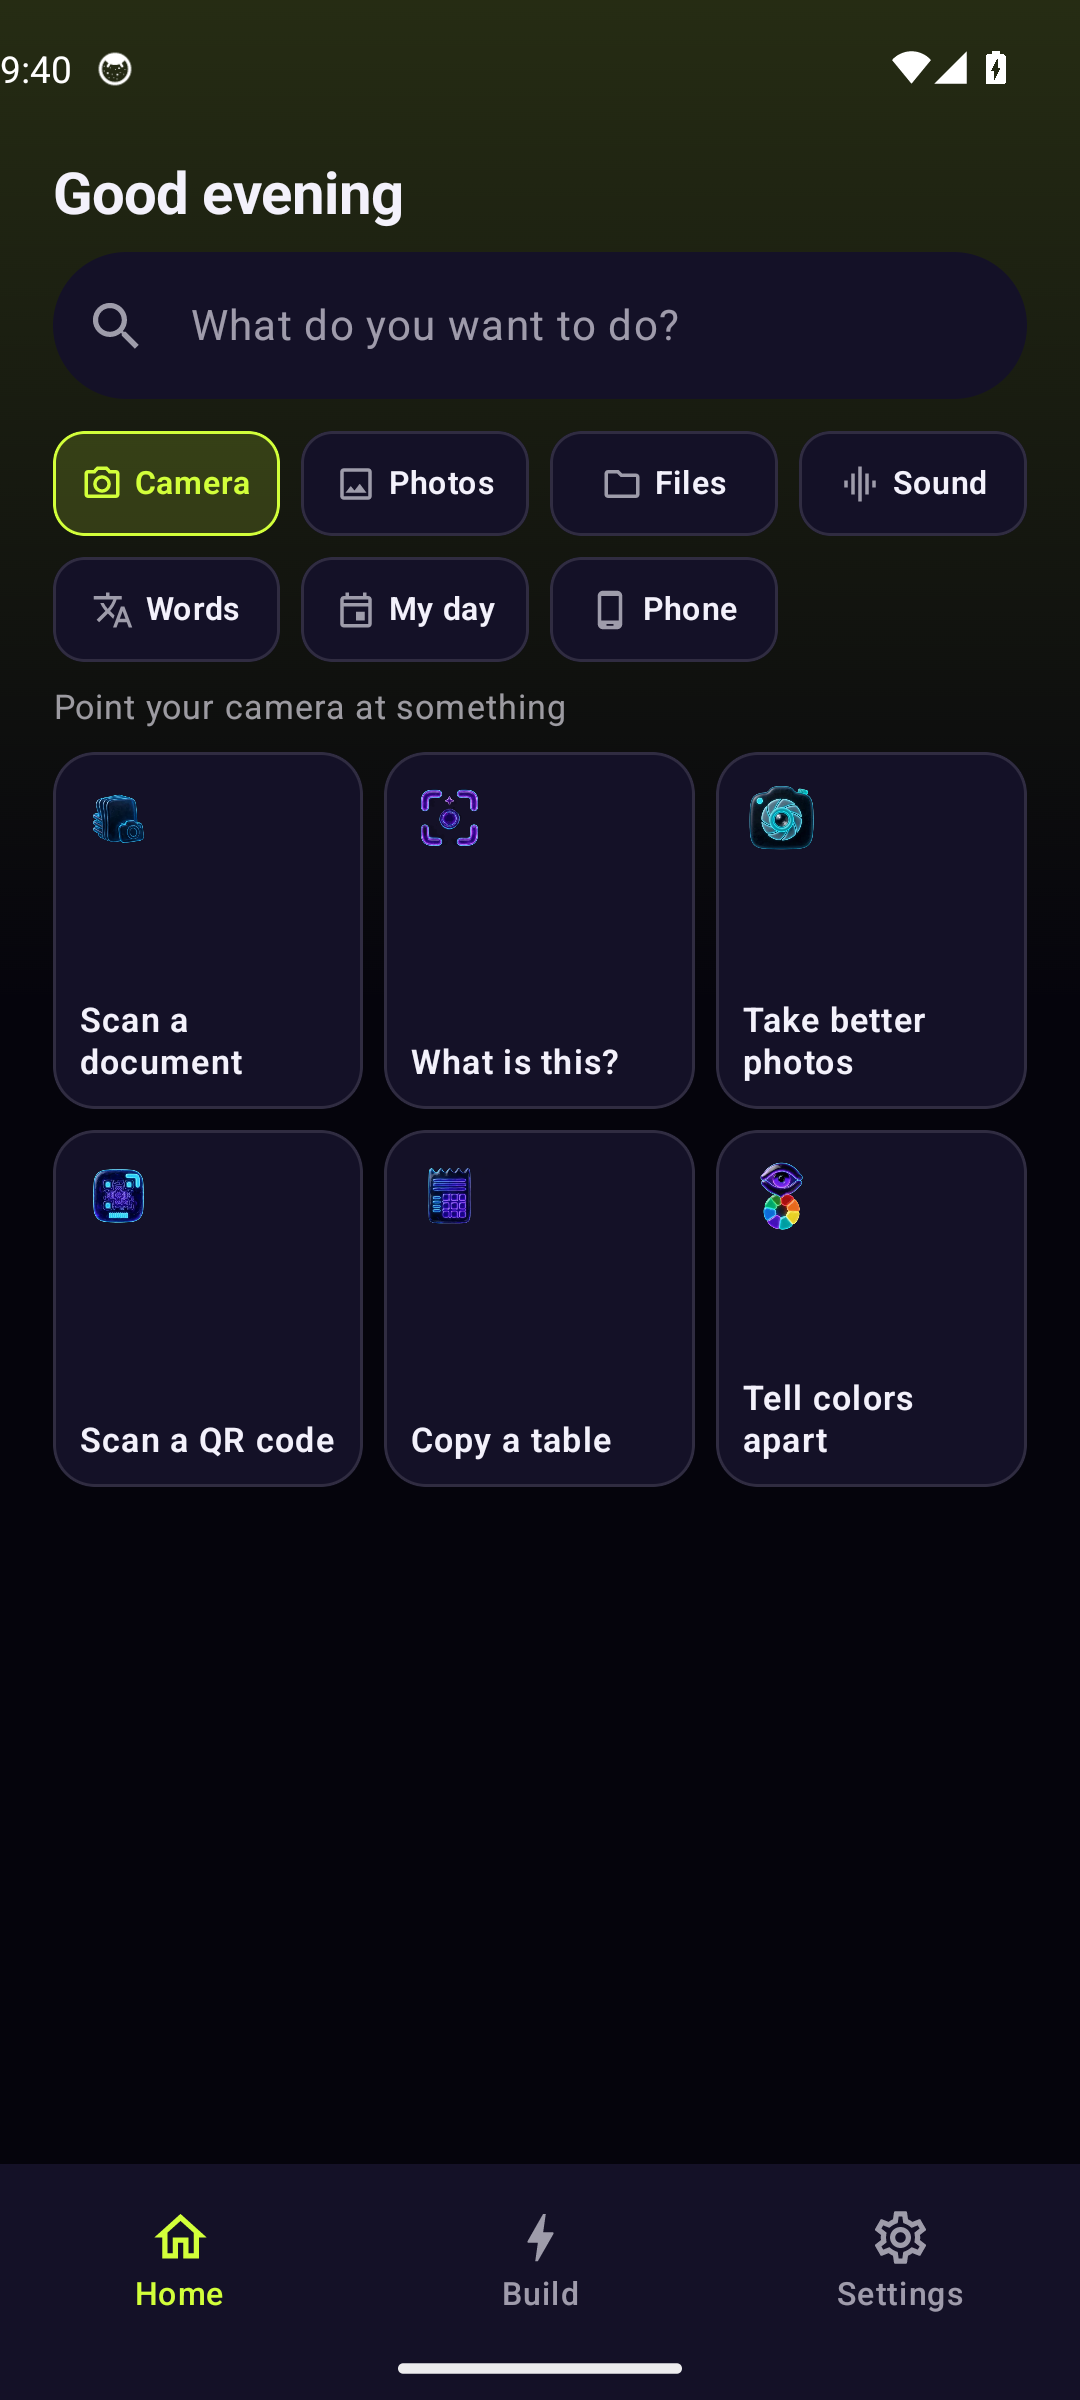 9:40
Good evening
What do you want to do?
Camera
Photos
Files
Sound
Words
My day
Phone
Point your camera at something
Scan a
document
What is this?
Take better
photos
Scan a QR code
Copy a table
Tell colors
apart
Home
Build
Settings